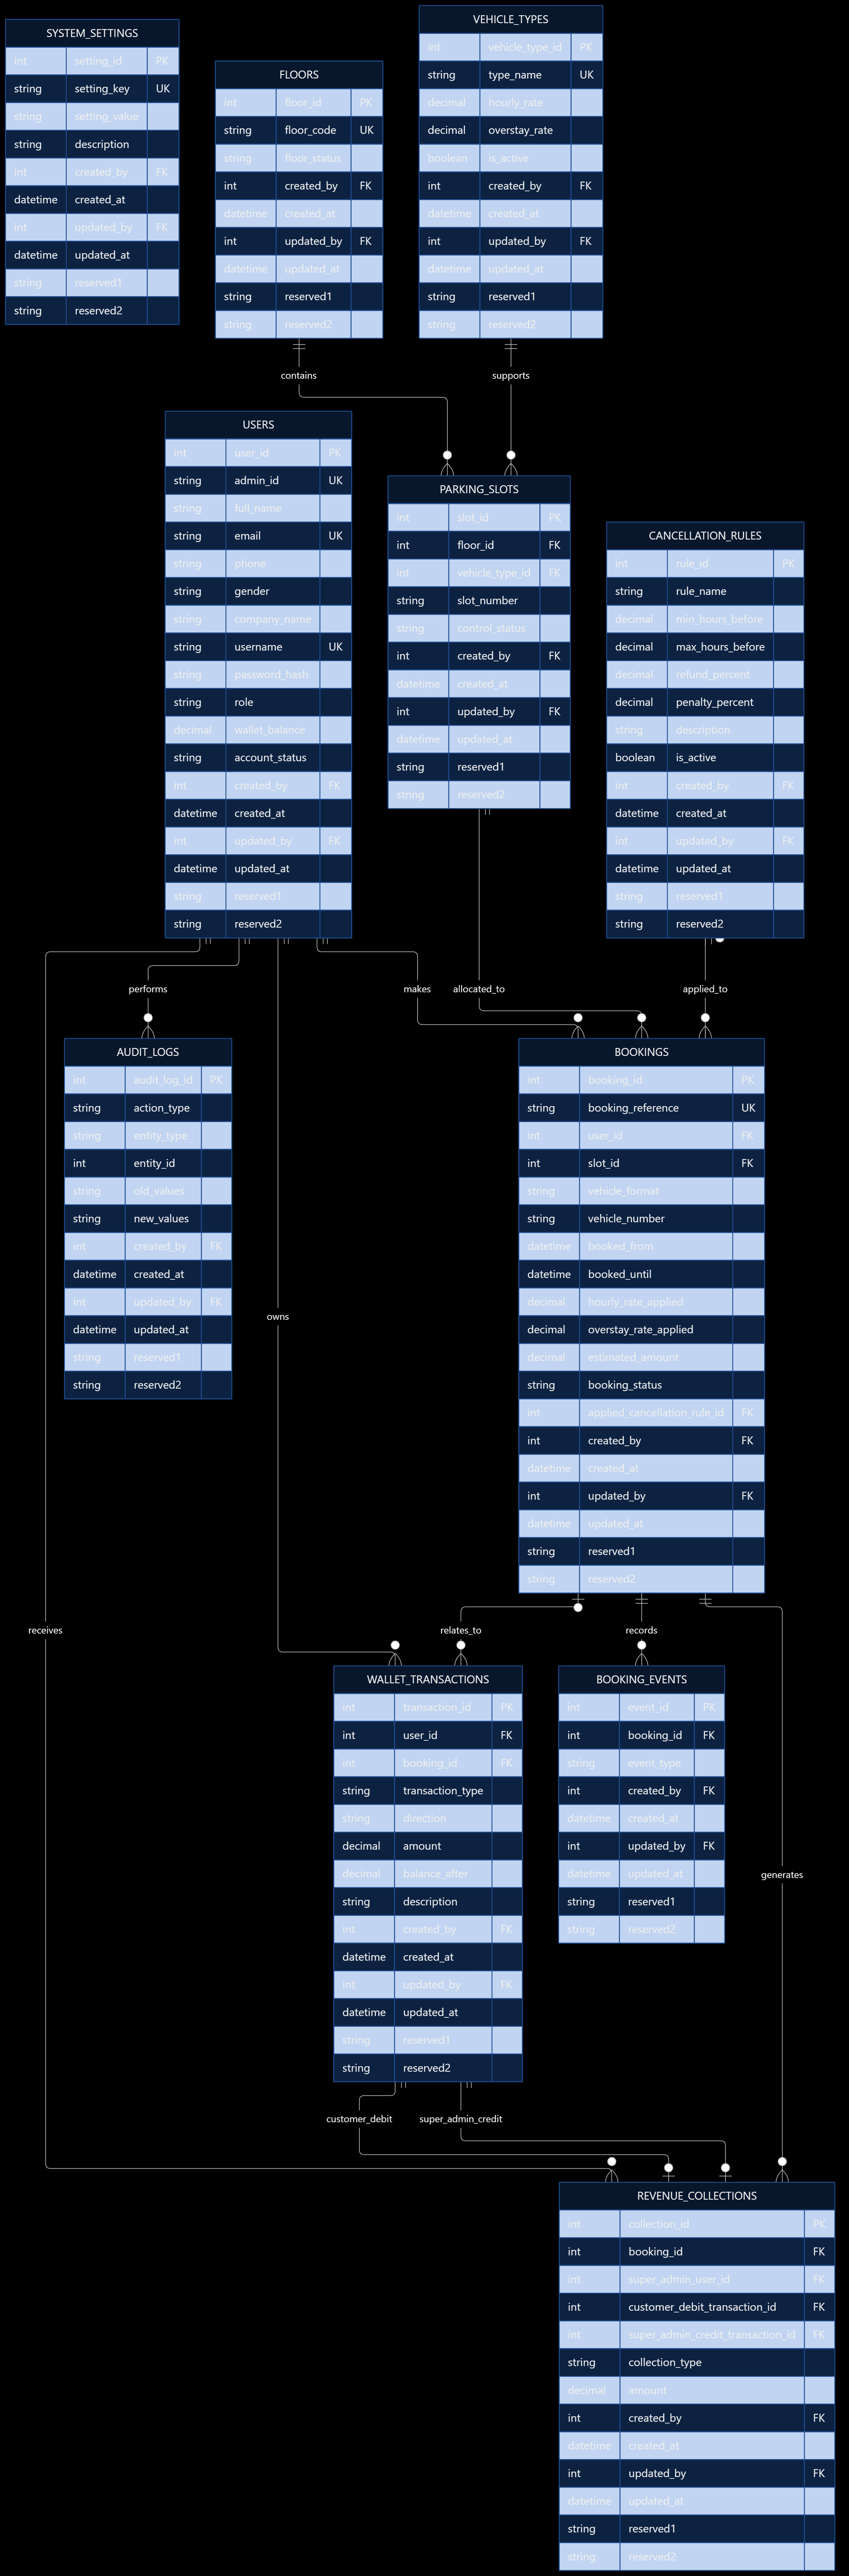 SYSTEM_SETTINGS
int setting_id PK
string setting_key UK
string setting_value
string description
int created_by FK
datetime created_at
int updated_by FK
datetime updated_at
string reserved1
string reserved2
FLOORS
int floor_id PK
string floor_code UK
string floor_status
int created_by FK
datetime created_at
int updated_by FK
datetime updated_at
string reserved1
string reserved2
VEHICLE_TYPES
int vehicle_type_id PK
string type_name UK
decimal hourly_rate
decimal overstay_rate
boolean is_active
int created_by FK
datetime created_at
int updated_by FK
datetime updated_at
string reserved1
string reserved2
contains
supports
USERS
int user_id PK
string admin_id UK
string full_name
string email UK
string phone
string gender
string company_name
string username UK
string password_hash
string role
decimal wallet_balance
string account_status
int created_by FK
datetime created_at
int updated_by FK
datetime updated_at
string reserved1
string reserved2
PARKING_SLOTS
int slot_id PK
int floor_id FK
int vehicle_type_id FK
string slot_number
string control_status
int created_by FK
datetime created_at
int updated_by FK
datetime updated_at
string reserved1
string reserved2
CANCELLATION_RULES
int rule_id PK
string rule_name
decimal min_hours_before
decimal max_hours_before
decimal refund_percent
decimal penalty_percent
string description
boolean is_active
int created_by FK
datetime created_at
int updated_by FK
datetime updated_at
string reserved1
string reserved2
performs
makes
allocated_to
applied_to
AUDIT_LOGS
int audit_log_id PK
string action_type
string entity_type
int entity_id
string old_values
string new_values
int created_by FK
datetime created_at
int updated_by FK
datetime updated_at
string reserved1
string reserved2
owns
BOOKINGS
int booking_id PK
string booking_reference UK
int user_id FK
int slot_id FK
string vehicle_format
string vehicle_number
datetime booked_from
datetime booked_until
decimal hourly_rate_applied
decimal overstay_rate_applied
decimal estimated_amount
string booking_status
int applied_cancellation_rule_id FK
int created_by FK
datetime created_at
int updated_by FK
datetime updated_at
string reserved1
string reserved2
receives
relates_to
records
WALLET_TRANSACTIONS
int transaction_id PK
int user_id FK
int booking_id FK
string transaction_type
string direction
decimal amount
decimal balance_after
string description
int created_by FK
datetime created_at
int updated_by FK
datetime updated_at
string reserved1
string reserved2
BOOKING_EVENTS
int event_id PK
int booking_id FK
string event_type
int created_by FK
datetime created_at
int updated_by FK
datetime updated_at
string reserved1
string reserved2
generates
customer_debit
super_admin_credit
REVENUE_COLLECTIONS
int collection_id PK
int booking_id FK
int super_admin_user_id FK
int customer_debit_transaction_id FK
int super_admin_credit_transaction_id FK
string collection_type
decimal amount
int created_by FK
datetime created_at
int updated_by FK
datetime updated_at
string reserved1
string reserved2